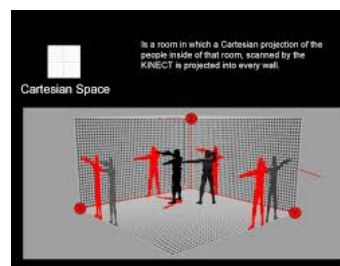 Is a room in which a Cartesian projection of the
people inside of that room, scanned by the
KINECT is projected into every wall.
Cartesian Space